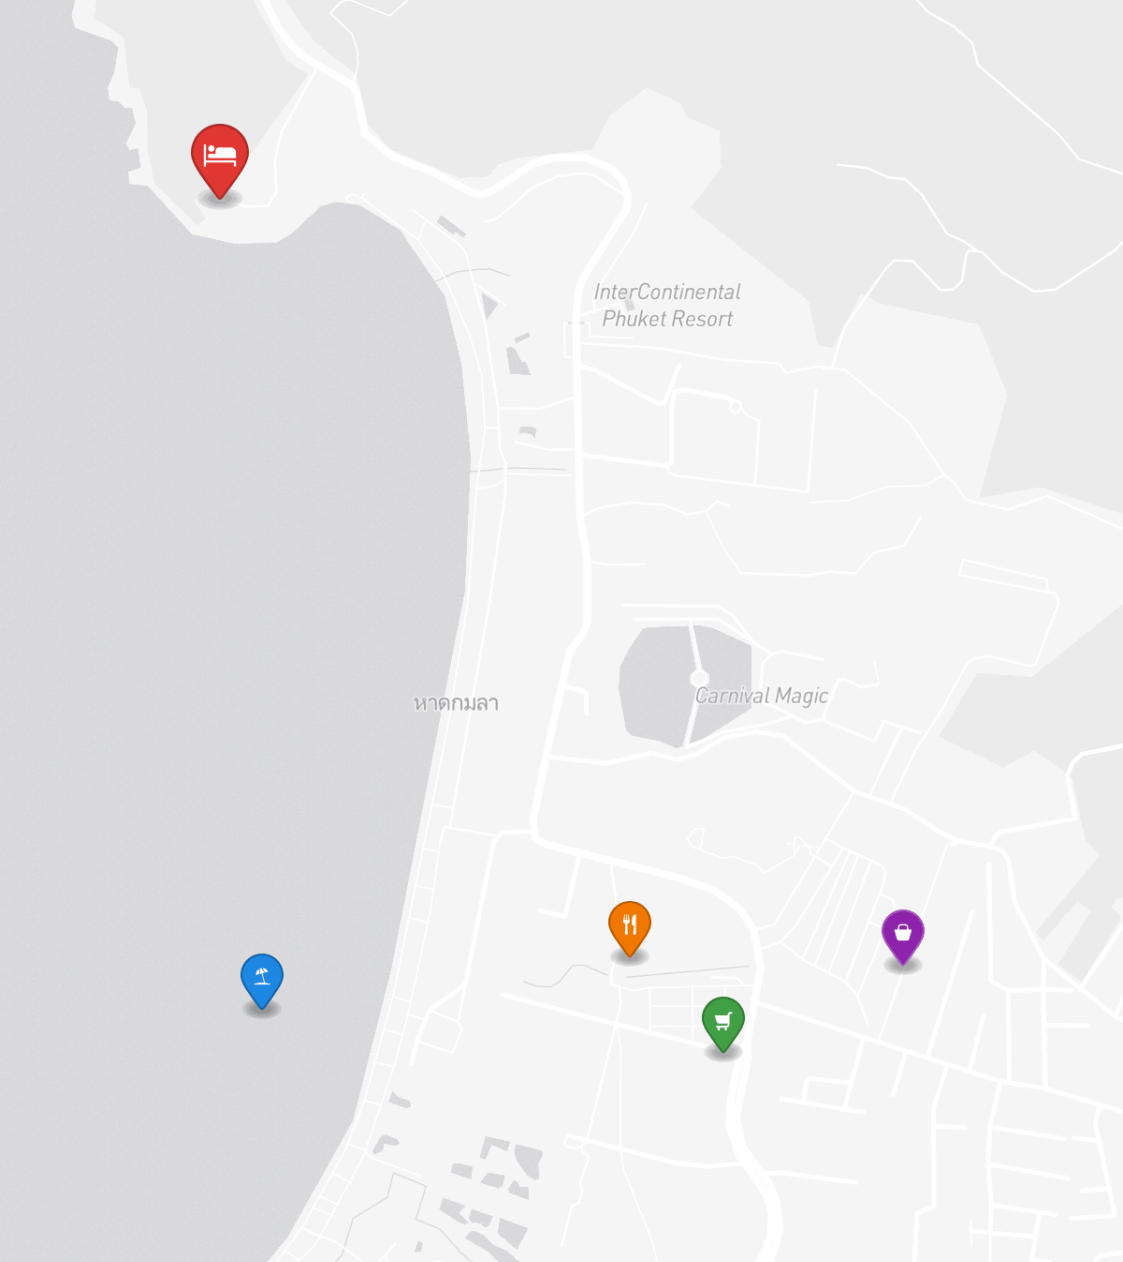 InterContinental
Phuket Resort
Carnival Magic
หาดกมลา